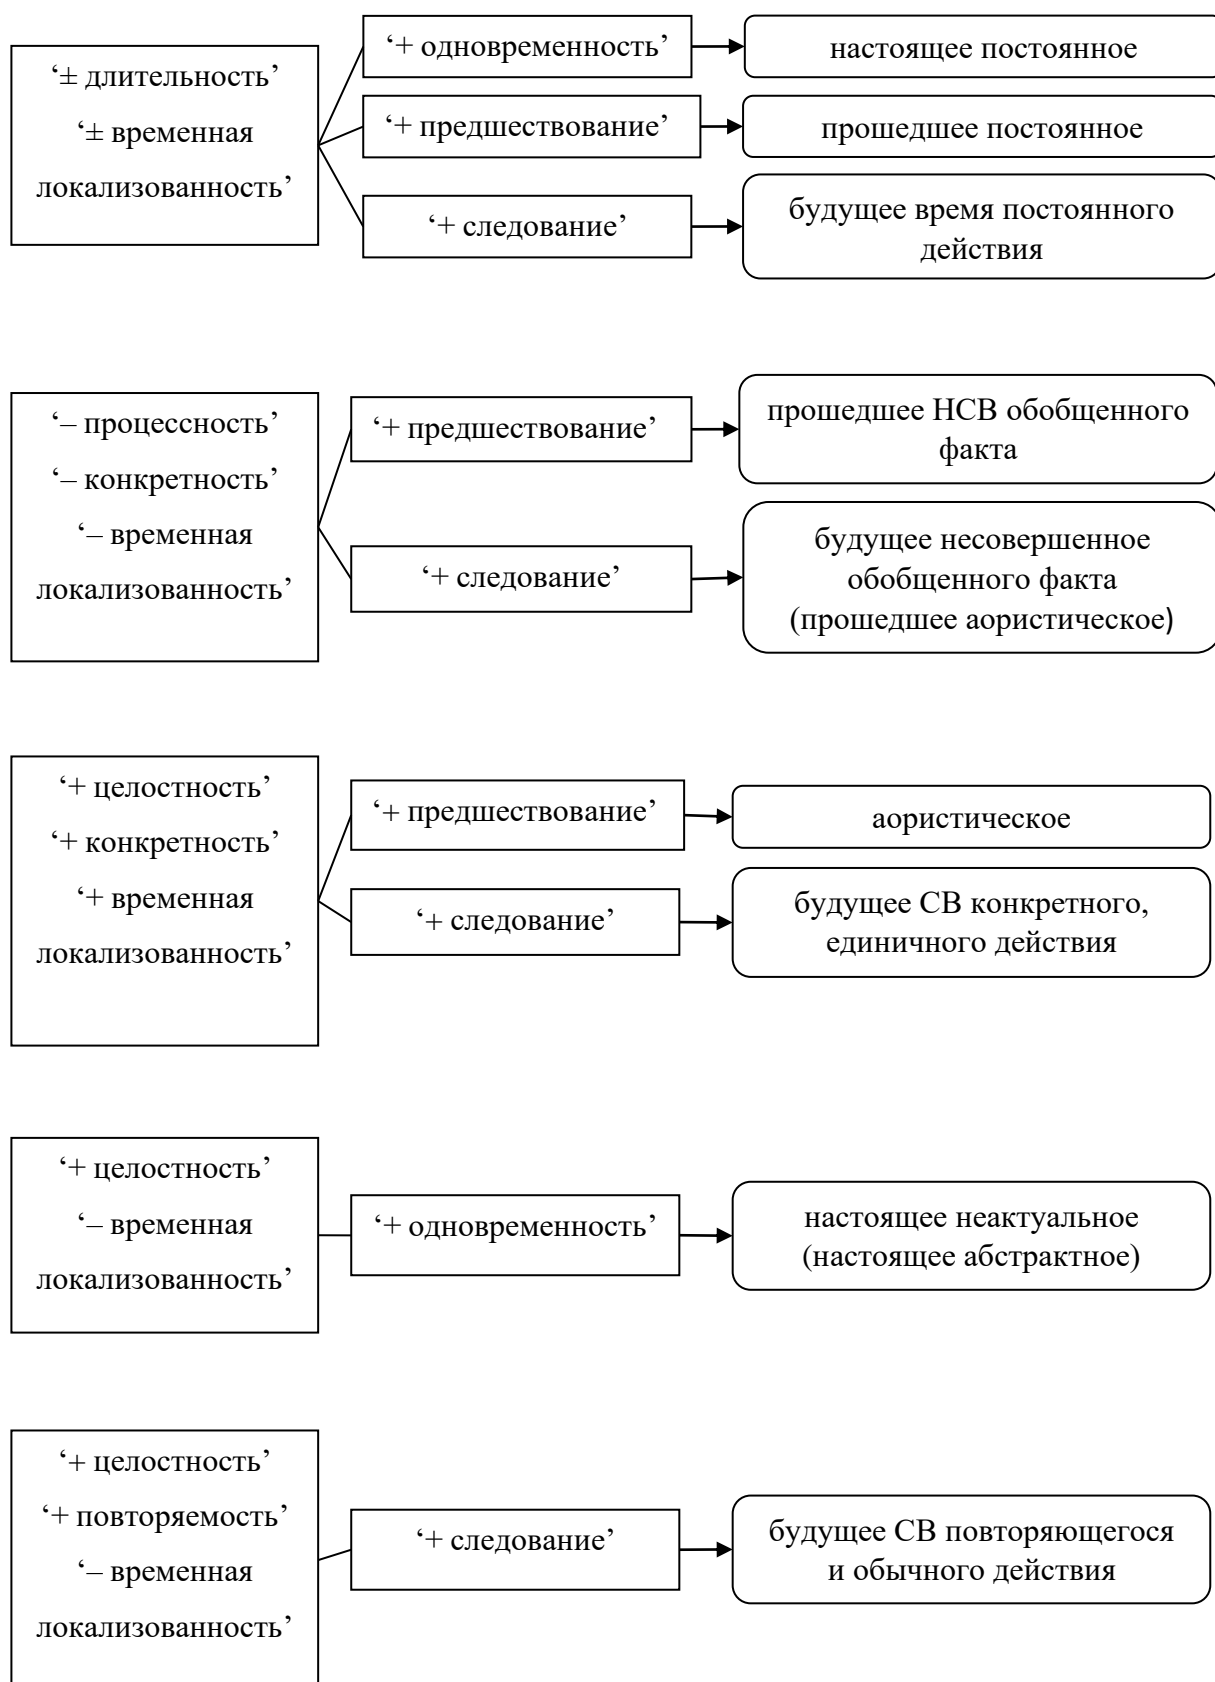 ‘± длительность’
‘± временная
локализованность’
‘+ одновременность’
настоящее постоянное
‘+ предшествование’
прошедшее постоянное
‘+ следование’
будущее время постоянного
действия
‘– процессность’
‘– конкретность’
‘– временная
локализованность’
‘+ предшествование’
прошедшее НСВ обобщенного
факта
‘+ следование’
будущее несовершенное
обобщенного факта
(прошедшее аористическое)
‘+ целостность’
‘+ конкретность’
‘+ временная
локализованность’
‘+ предшествование’
аористическое
‘+ следование’
будущее СВ конкретного,
единичного действия
‘+ целостность’
‘– временная
локализованность’
‘+ одновременность’
настоящее неактуальное
(настоящее абстрактное)
‘+ целостность’
‘+ повторяемость’
‘– временная
локализованность’
‘+ следование’
будущее СВ повторяющегося
и обычного действия